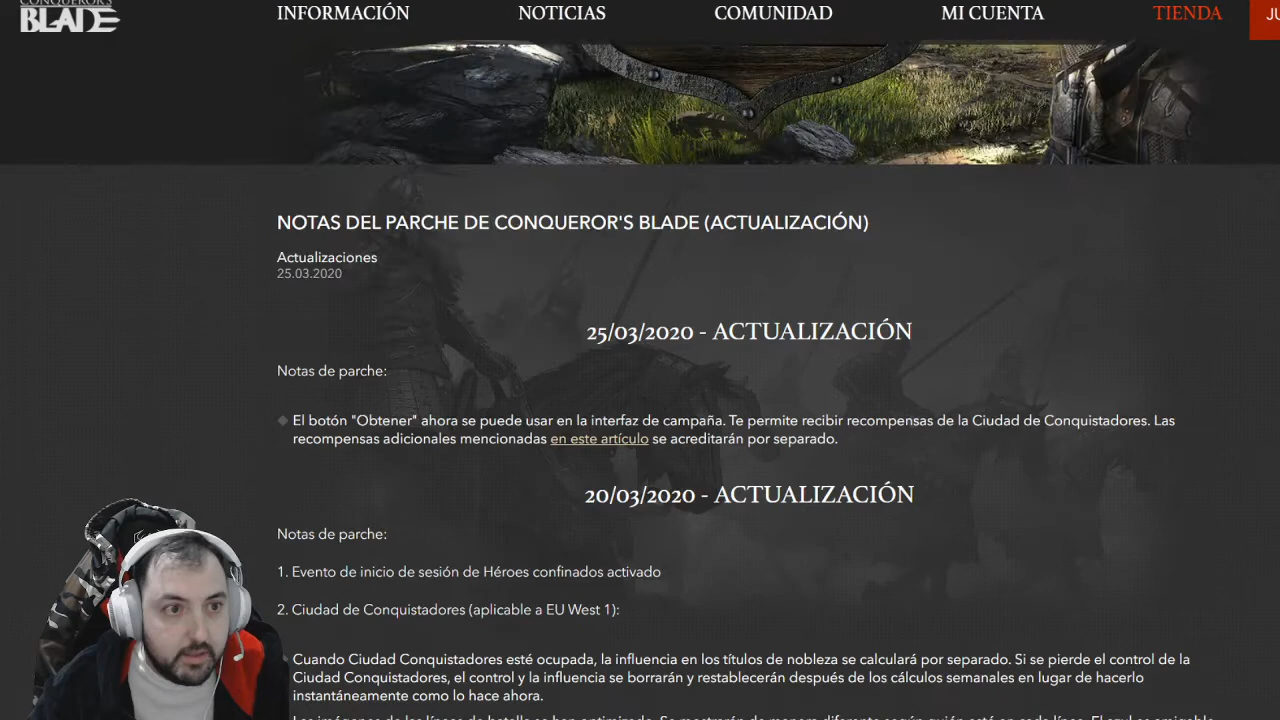 CONQUEROR'S
BLADE
INFORMACIÓN NOTICIAS COMUNIDAD MI CUENTA TIENDA JU
NOTAS DEL PARCHE DE CONQUEROR'S BLADE (ACTUALIZACIÓN)
Actualizaciones
25.03.2020
25/03/2020 - ACTUALIZACIÓN
Notas de parche:
El botón "Obtener" ahora se puede usar en la interfaz de campaña. Te permite recibir recompensas de la Ciudad de Conquistadores. Las
recompensas adicionales mencionadas en este artículo se acreditarán por separado.
20/03/2020 - ACTUALIZACIÓN
Notas de parche:
1. Evento de inicio de sesión de Héroes confinados activado
2. Ciudad de Conquistadores (aplicable a EU West 1):
Cuando Ciudad Conquistadores esté ocupada, la influencia en los títulos de nobleza se calculará por separado. Si se pierde el control de la
Ciudad Conquistadores, el control y la influencia se borrarán y restablecerán después de los cálculos semanales en lugar de hacerlo
instantáneamente como lo hace ahora.